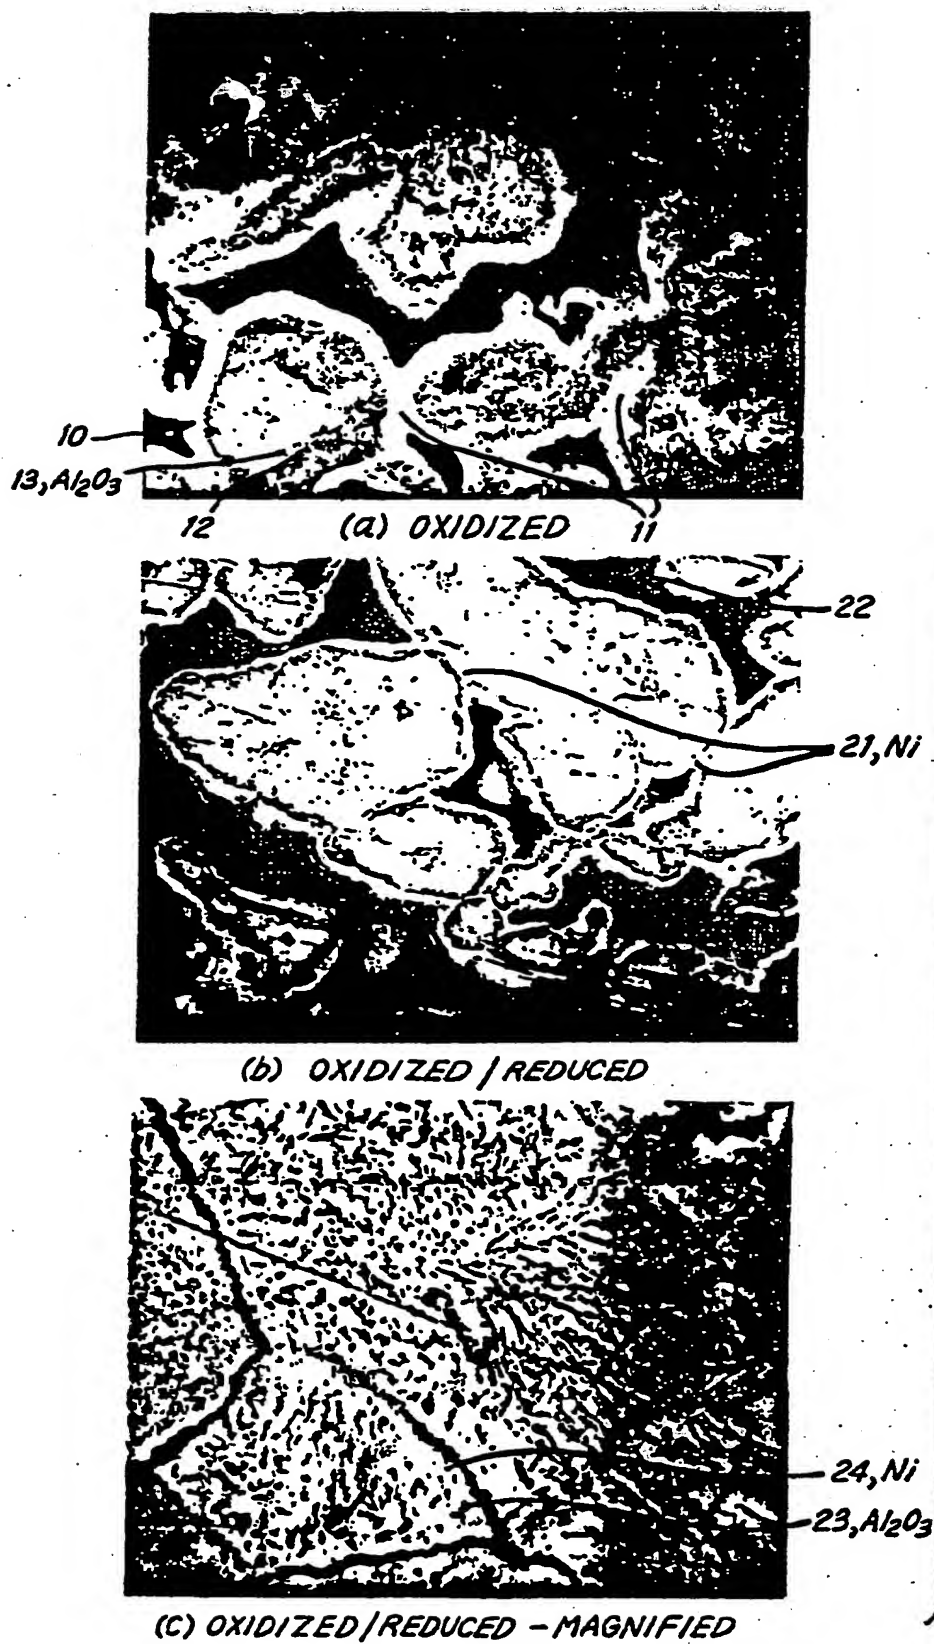 10
13, Al₂O₃
12
(a) OXIDIZED
11
22
21, Ni
(b) OXIDIZED / REDUCED
24, Ni
23, Al₂O₃
(C) OXIDIZED/REDUCED - MAGNIFIED